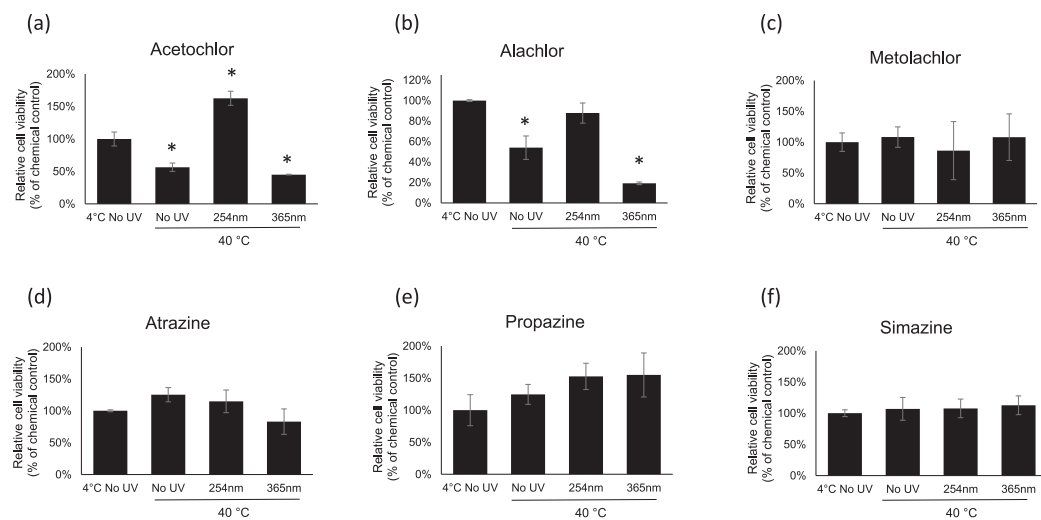 (a)
Acetochlor
Relative cell viability
(% of chemical control)
200%
150%
100%
50%
0%
*
*
*
4°C No UV No UV 254nm 365nm
40 °C
(b)
Alachlor
Relative cell viability
(% of chemical control)
120%
100%
80%
60%
40%
20%
0%
*
*
4°C No UV No UV 254nm 365nm
40 °C
(c)
Metolachlor
Relative cell viability
(% of chemical control)
200%
150%
100%
50%
0%
4°C No UV No UV 254nm 365nm
40 °C
(d)
Atrazine
Relative cell viability
(% of chemical control)
200%
150%
100%
50%
0%
4°C No UV No UV 254nm 365nm
40 °C
(e)
Propazine
Relative cell viability
(% of chemical control)
200%
150%
100%
50%
0%
4°C No UV No UV 254nm 365nm
40 °C
(f)
Simazine
Relative cell viability
(% of chemical control)
200%
150%
100%
50%
0%
4°C No UV No UV 254nm 365nm
40 °C